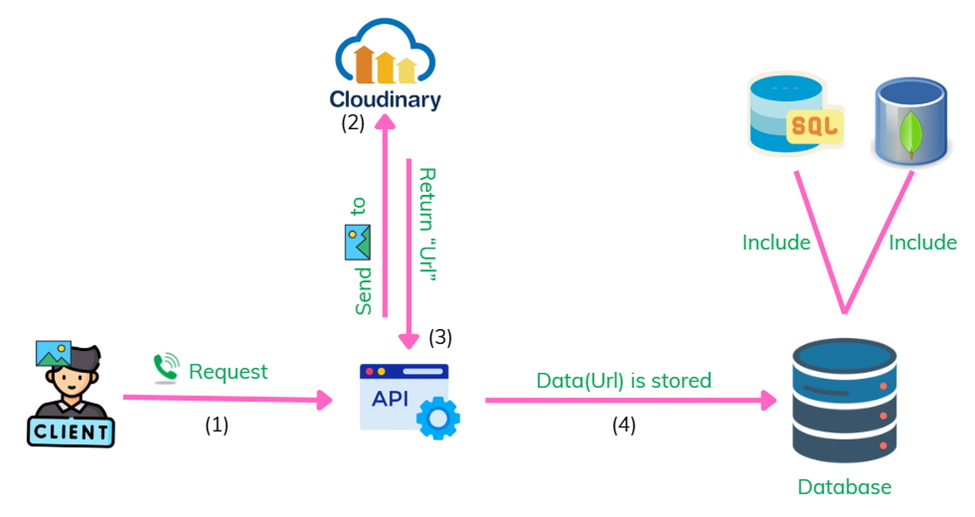 Cloudinary
(2)
Send to
Return “Url”
(3)
SQL
Include
Include
Request
(1)
CLIENT
API
Data(Url) is stored
(4)
Database